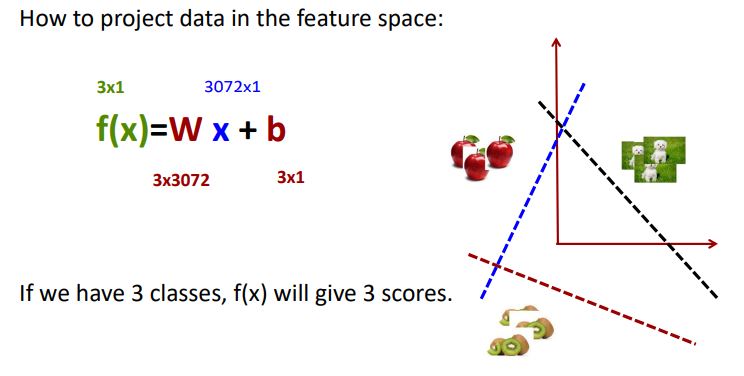 How to project data in the feature space:
3x1 3072x1
f(x)=W x + b
3x3072 3x1
If we have 3 classes, f(x) will give 3 scores.